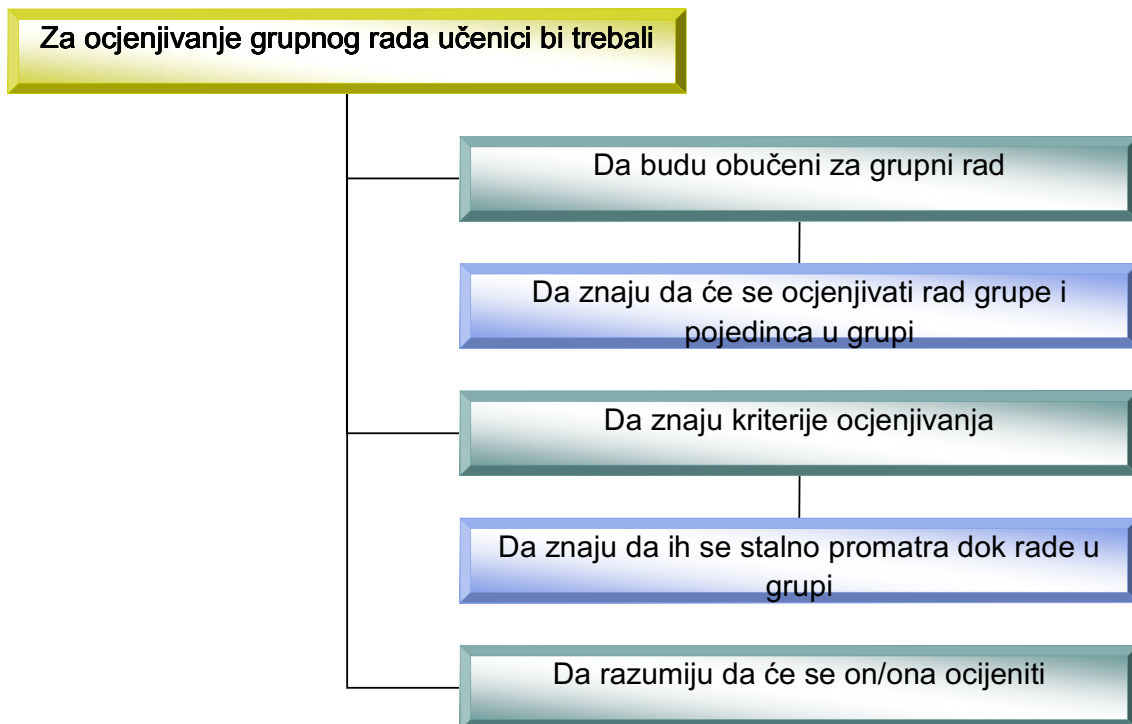 Za ocjenjivanje grupnog rada učenici bi trebali
Da budu obučeni za grupni rad
Da znaju da će se ocjenjivati rad grupe i
pojedinca u grupi
Da znaju kriterije ocjenjivanja
Da znaju da ih se stalno promatra dok rade u
grupi
Da razumiju da će se on/ona ocijeniti